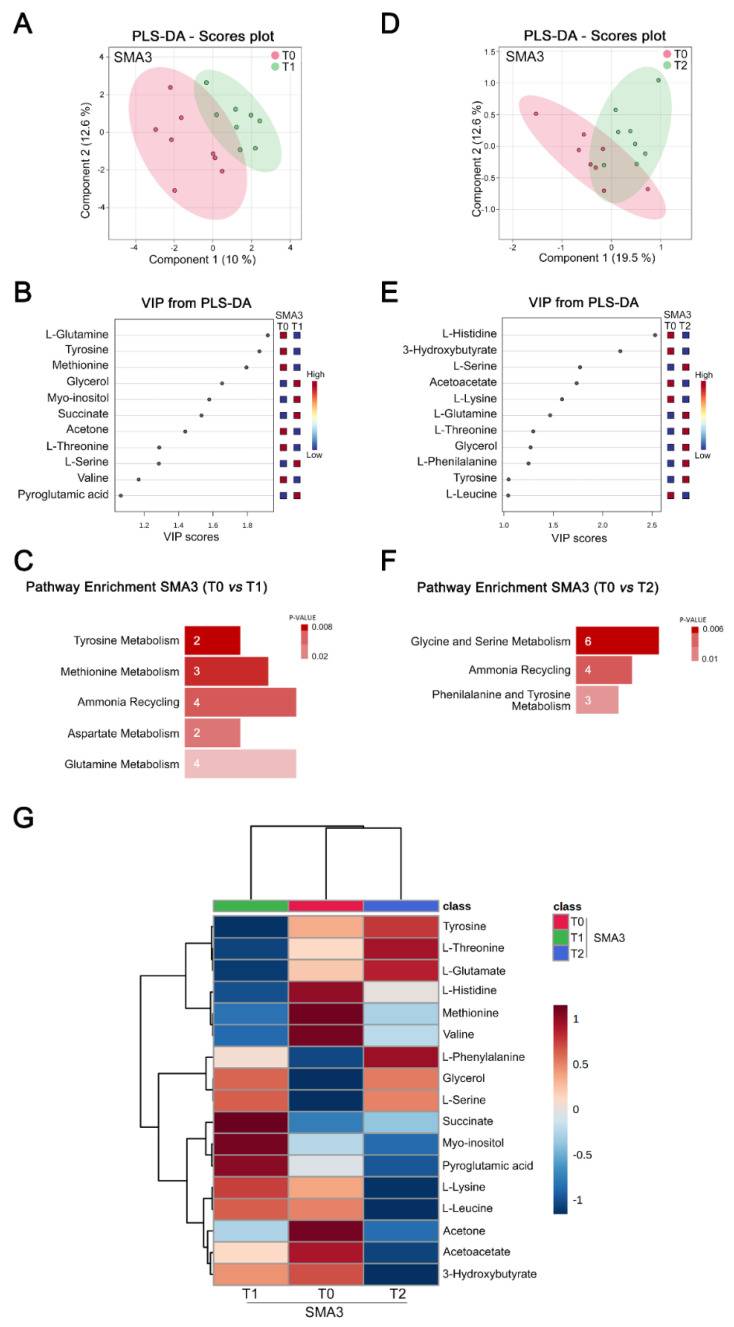 A
PLS-DA - Scores plot
SMA3
T0
T1
4
2
0
-2
-4
-4
-2
0
2
4
Component 2 (12.6 %)
Component 1 (10 %)
D
PLS-DA - Scores plot
SMA3
T0
T2
1.5
1.0
0.5
0.0
-0.5
-1.0
-2
-1
0
1
Component 2 (12.6 %)
Component 1 (19.5 %)
B
VIP from PLS-DA
SMA3
T0 T1
L-Glutamine
Tyrosine
Methionine
Glycerol
Myo-inositol
Succinate
Acetone
L-Threonine
L-Serine
Valine
Pyroglutamic acid
High
Low
1.2 1.4 1.6 1.8
VIP scores
E
VIP from PLS-DA
SMA3
T0 T2
L-Histidine
3-Hydroxybutyrate
L-Serine
Acetoacetate
L-Lysine
L-Glutamine
L-Threonine
Glycerol
L-Phenilalanine
Tyrosine
L-Leucine
High
Low
1.0 1.5 2.0 2.5
VIP scores
C
Pathway Enrichment SMA3 (T0 vs T1)
P-VALUE
0.008
0.02
Tyrosine Metabolism 2
Methionine Metabolism 3
Ammonia Recycling 4
Aspartate Metabolism 2
Glutamine Metabolism 4
F
Pathway Enrichment SMA3 (T0 vs T2)
P-VALUE
0.006
0.01
Glycine and Serine Metabolism 6
Ammonia Recycling 4
Phenilalanine and Tyrosine
Metabolism 3
G
class
Tyrosine
L-Threonine
L-Glutamate
L-Histidine
Methionine
Valine
L-Phenylalanine
Glycerol
L-Serine
Succinate
Myo-inositol
Pyroglutamic acid
L-Lysine
L-Leucine
Acetone
Acetoacetate
3-Hydroxybutyrate
class
T0
T1
T2
SMA3
1
0.5
0
-0.5
-1
T1 T0 T2
SMA3